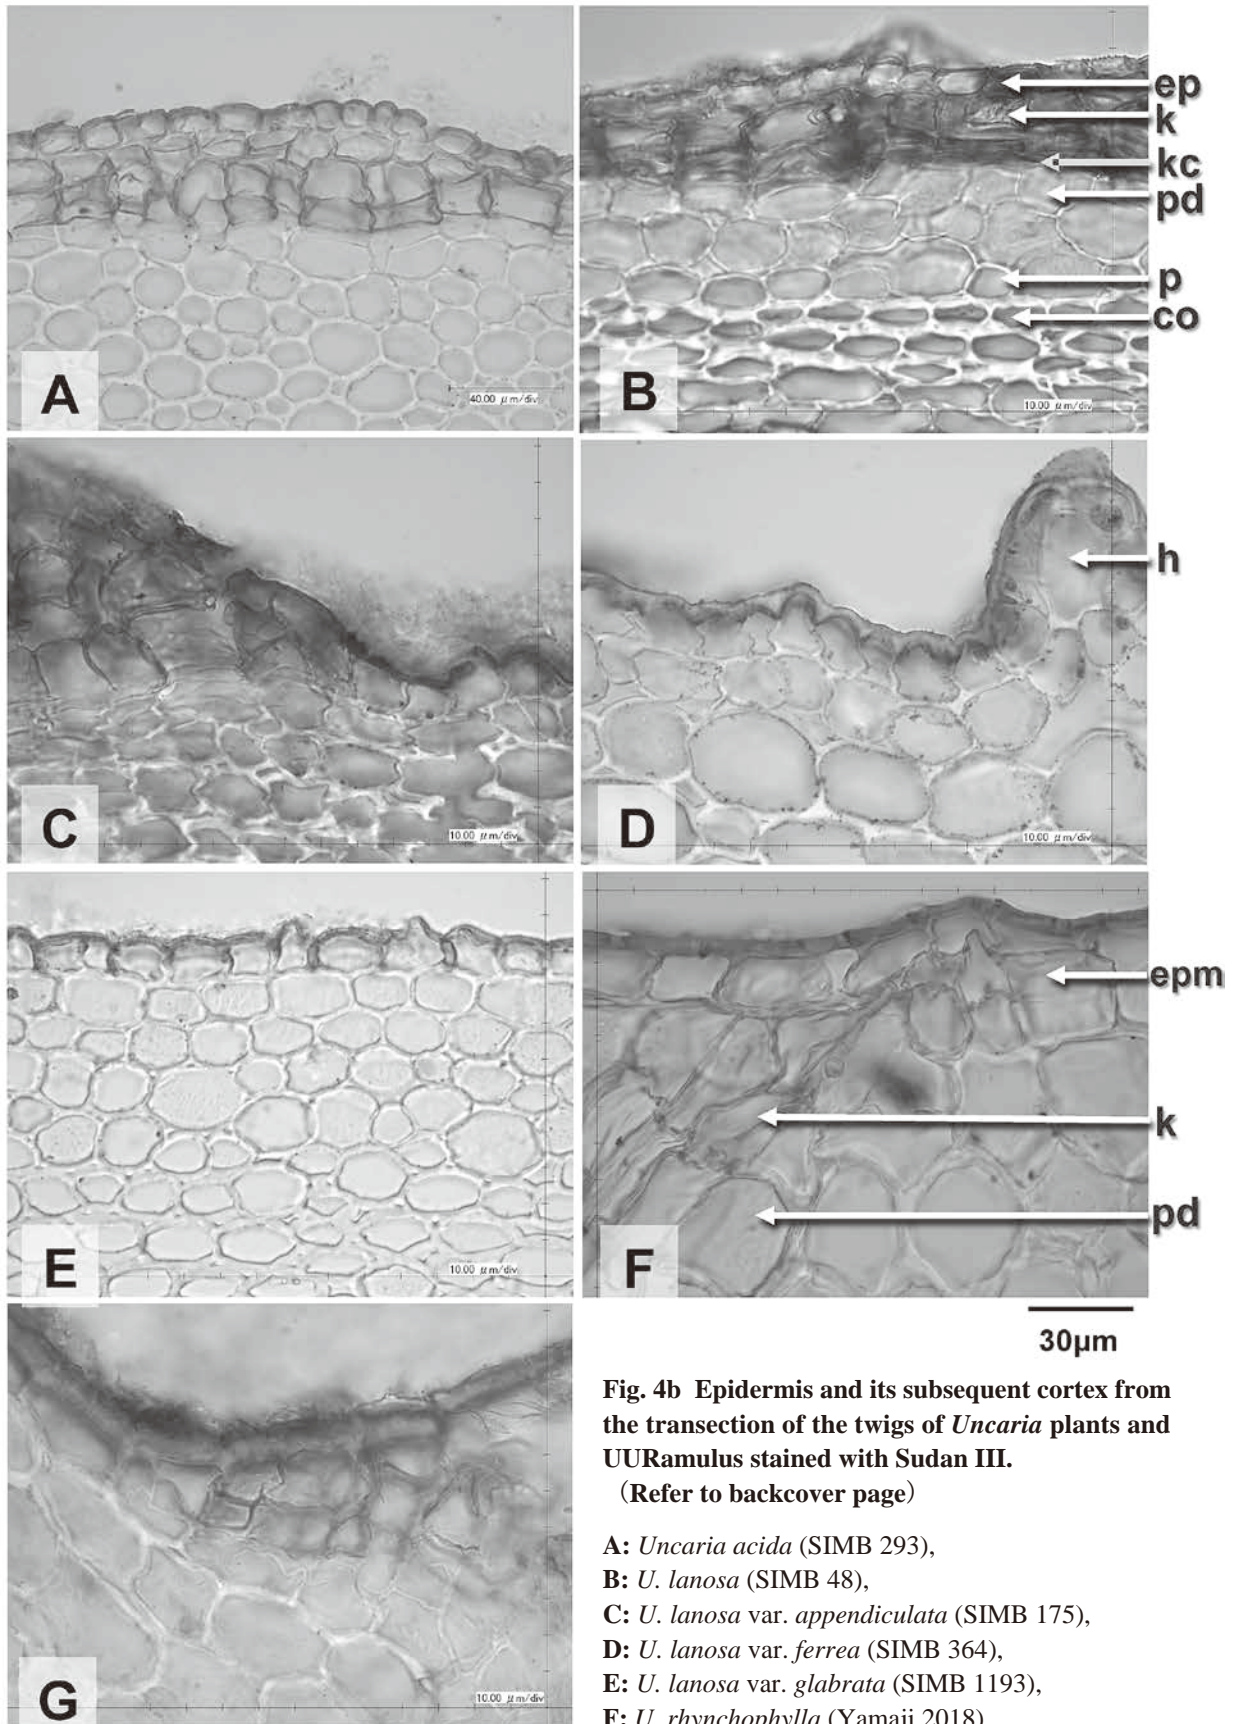 ep
k
kc
pd
p
co
A
40.00 μm/div
B
10.00 μm/div
h
C
10.00 μm/div
D
10.00 μm/div
epm
k
pd
E
10.00 μm/div
F
30μm
G
10.00 μm/div
Fig. 4b Epidermis and its subsequent cortex from
the transection of the twigs of Uncaria plants and
UURamulus stained with Sudan III.
（Refer to backcover page）
A: Uncaria acida (SIMB 293),
B: U. lanosa (SIMB 48),
C: U. lanosa var. appendiculata (SIMB 175),
D: U. lanosa var. ferrea (SIMB 364),
E: U. lanosa var. glabrata (SIMB 1193),
F: U. rhynchophylla (Yamaji 2018)